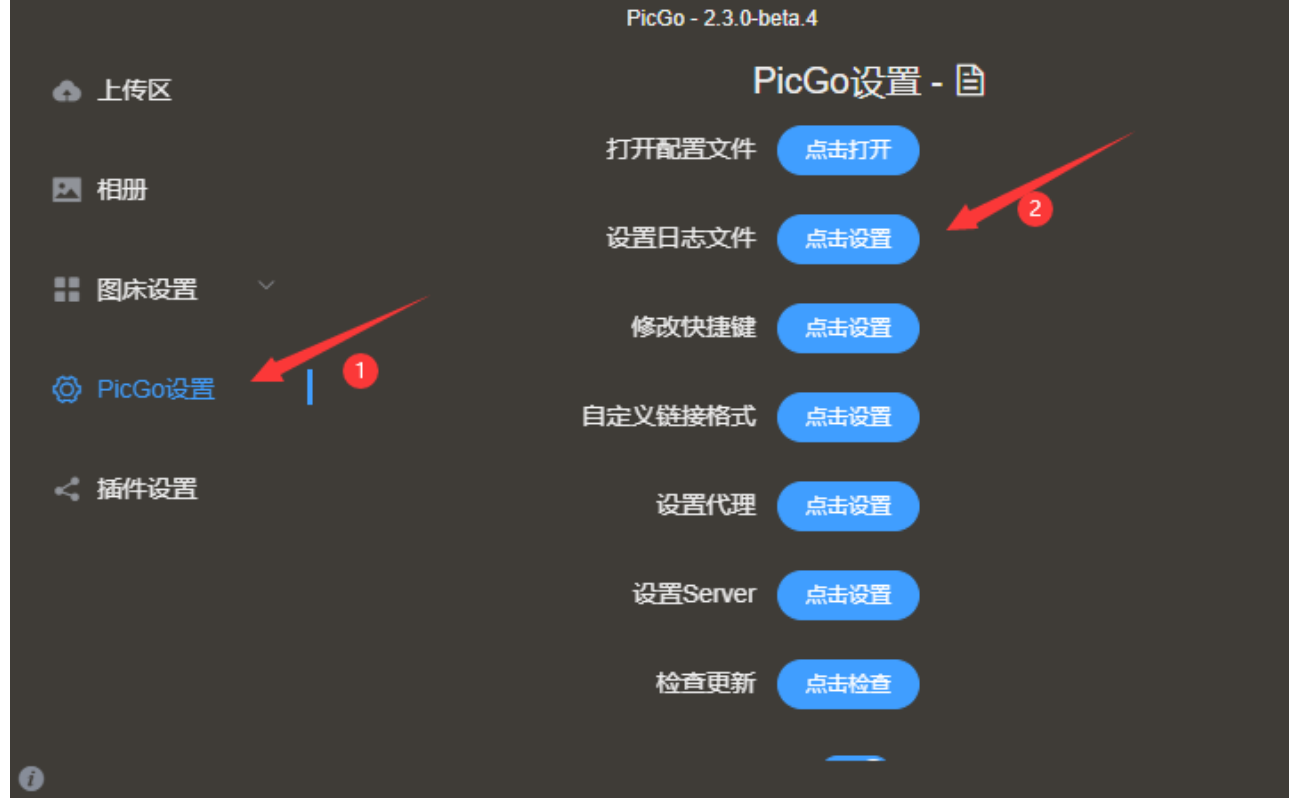 PicGo - 2.3.0-beta.4
上传区
相册
图床设置
PicGo设置
1
插件设置
PicGo设置 -
打开配置文件 点击打开
设置日志文件 点击设置
2
修改快捷键 点击设置
自定义链接格式 点击设置
设置代理 点击设置
设置Server 点击设置
检查更新 点击检查